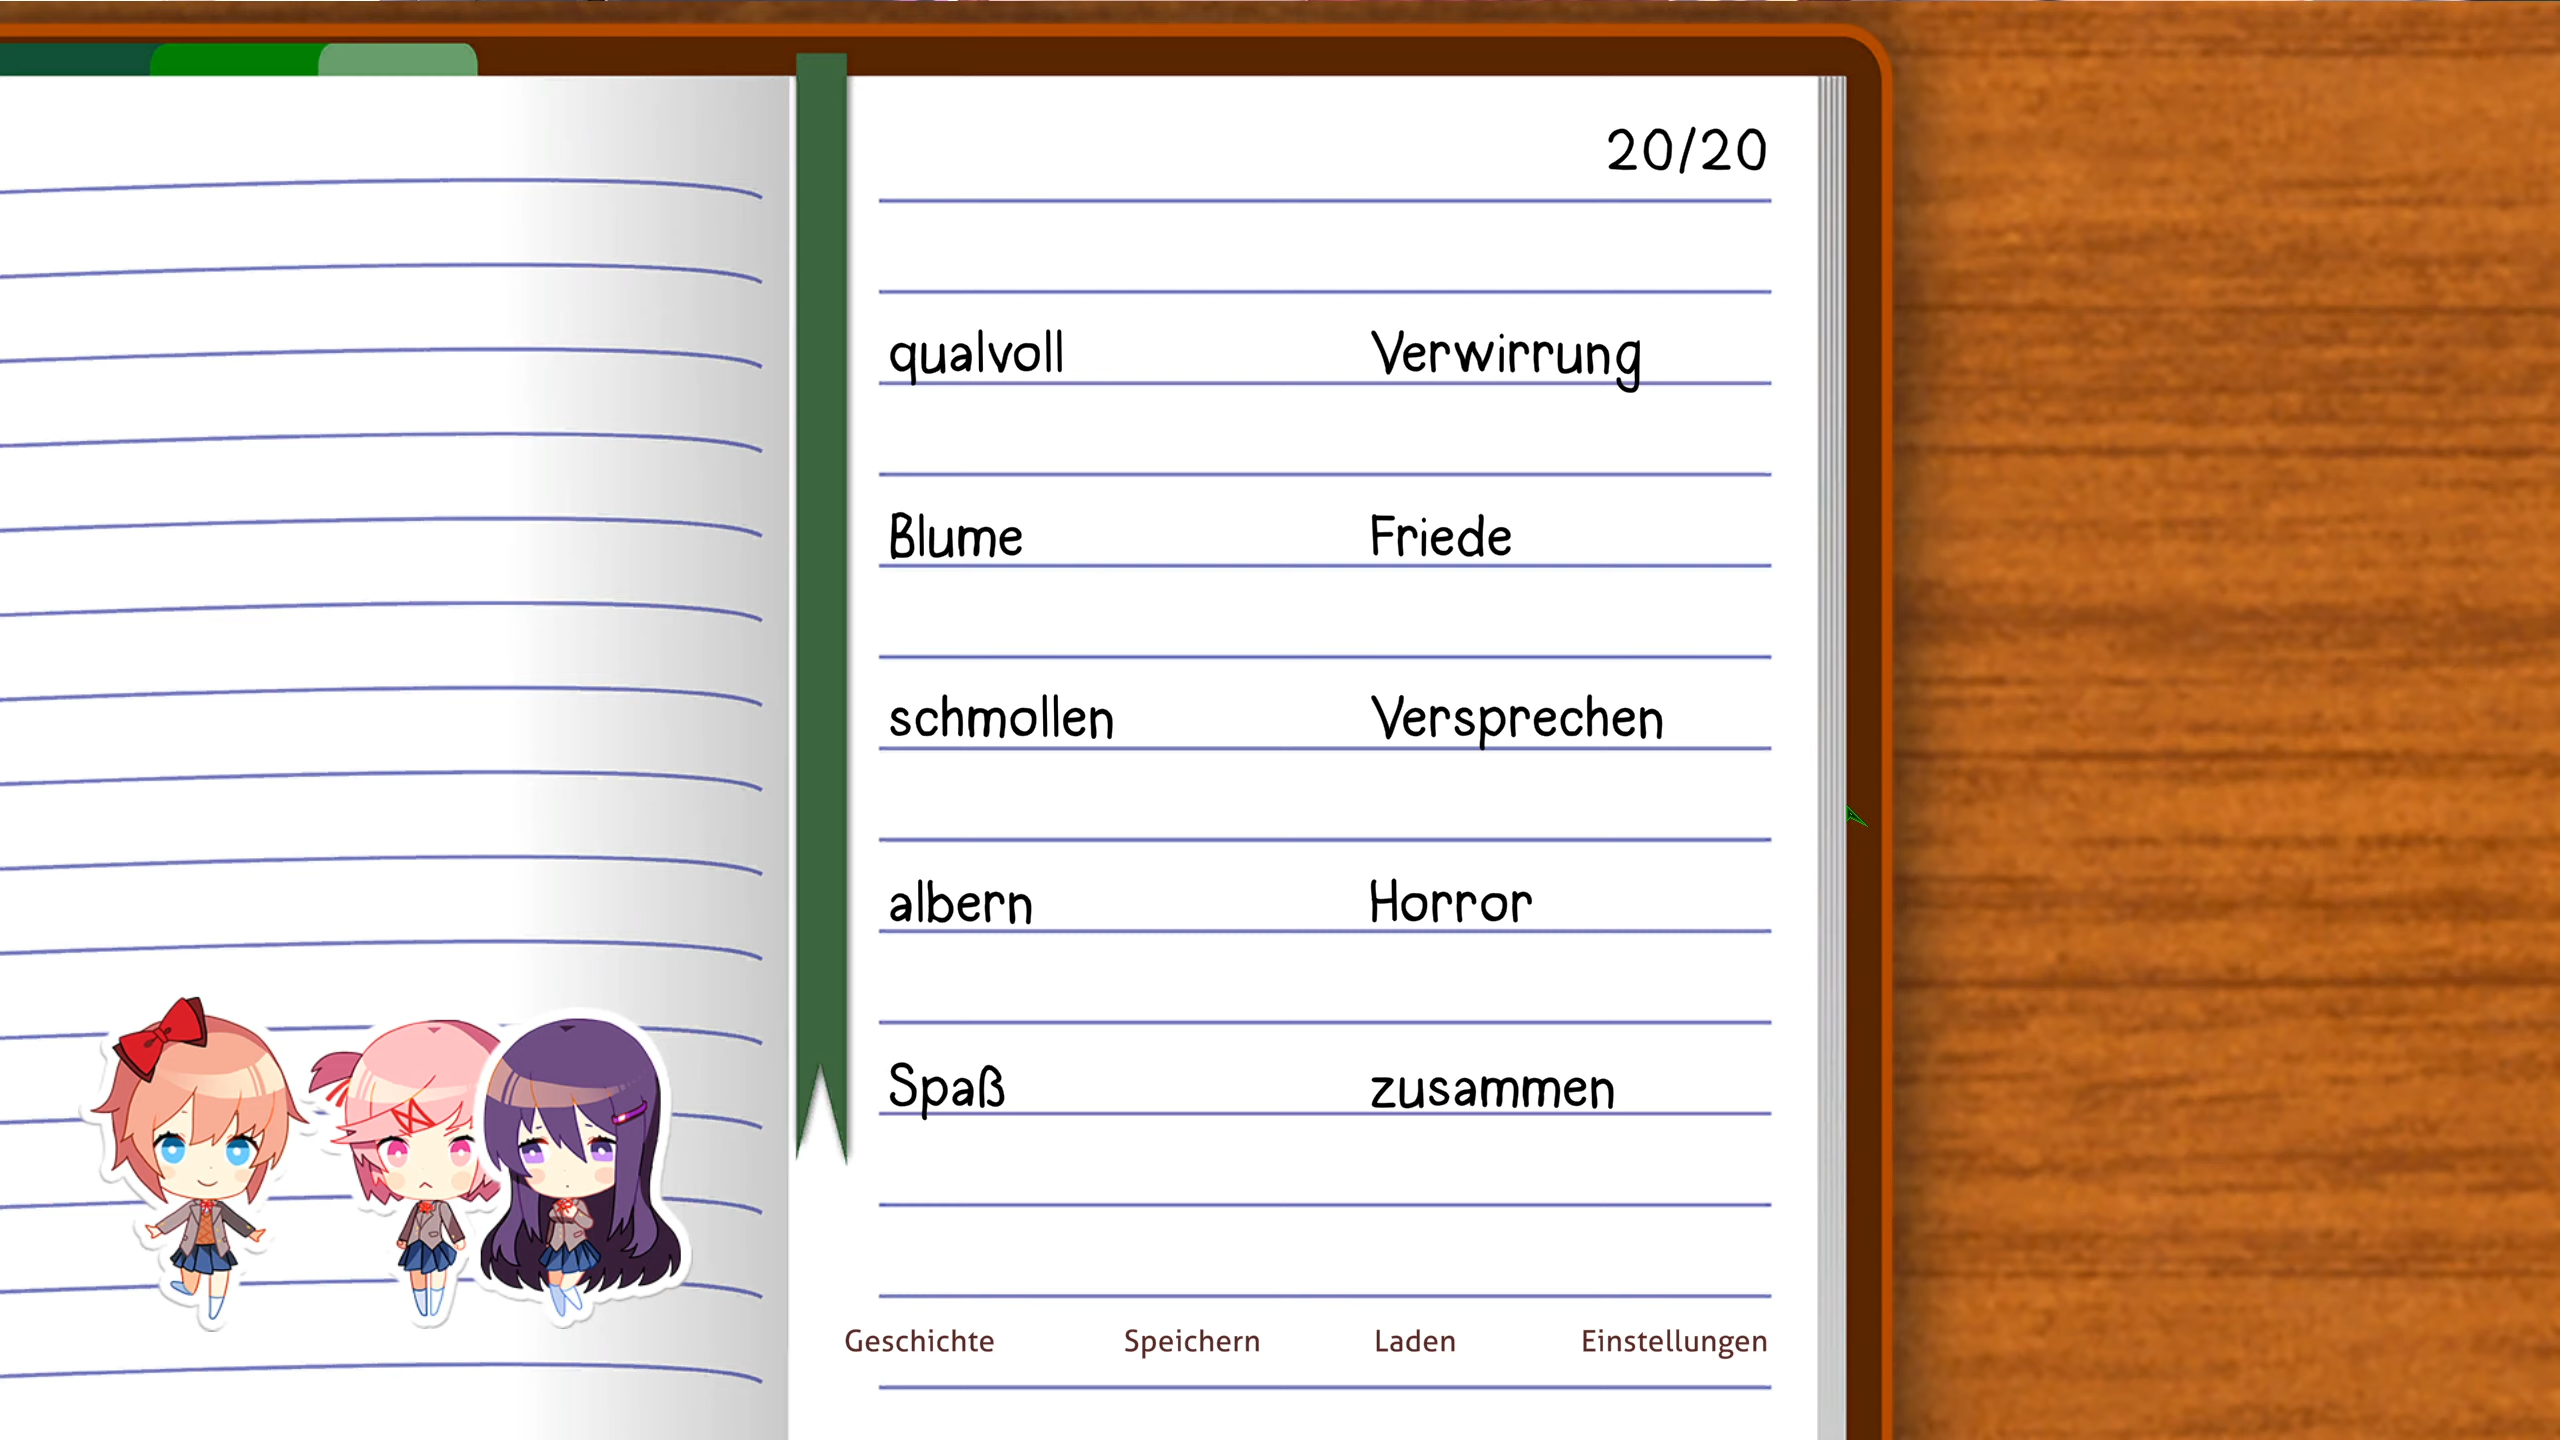 20/20
qualvoll Verwirrung
Blume Friede
schmollen Versprechen
albern Horror
Spaß zusammen
Geschichte Speichern Laden Einstellungen